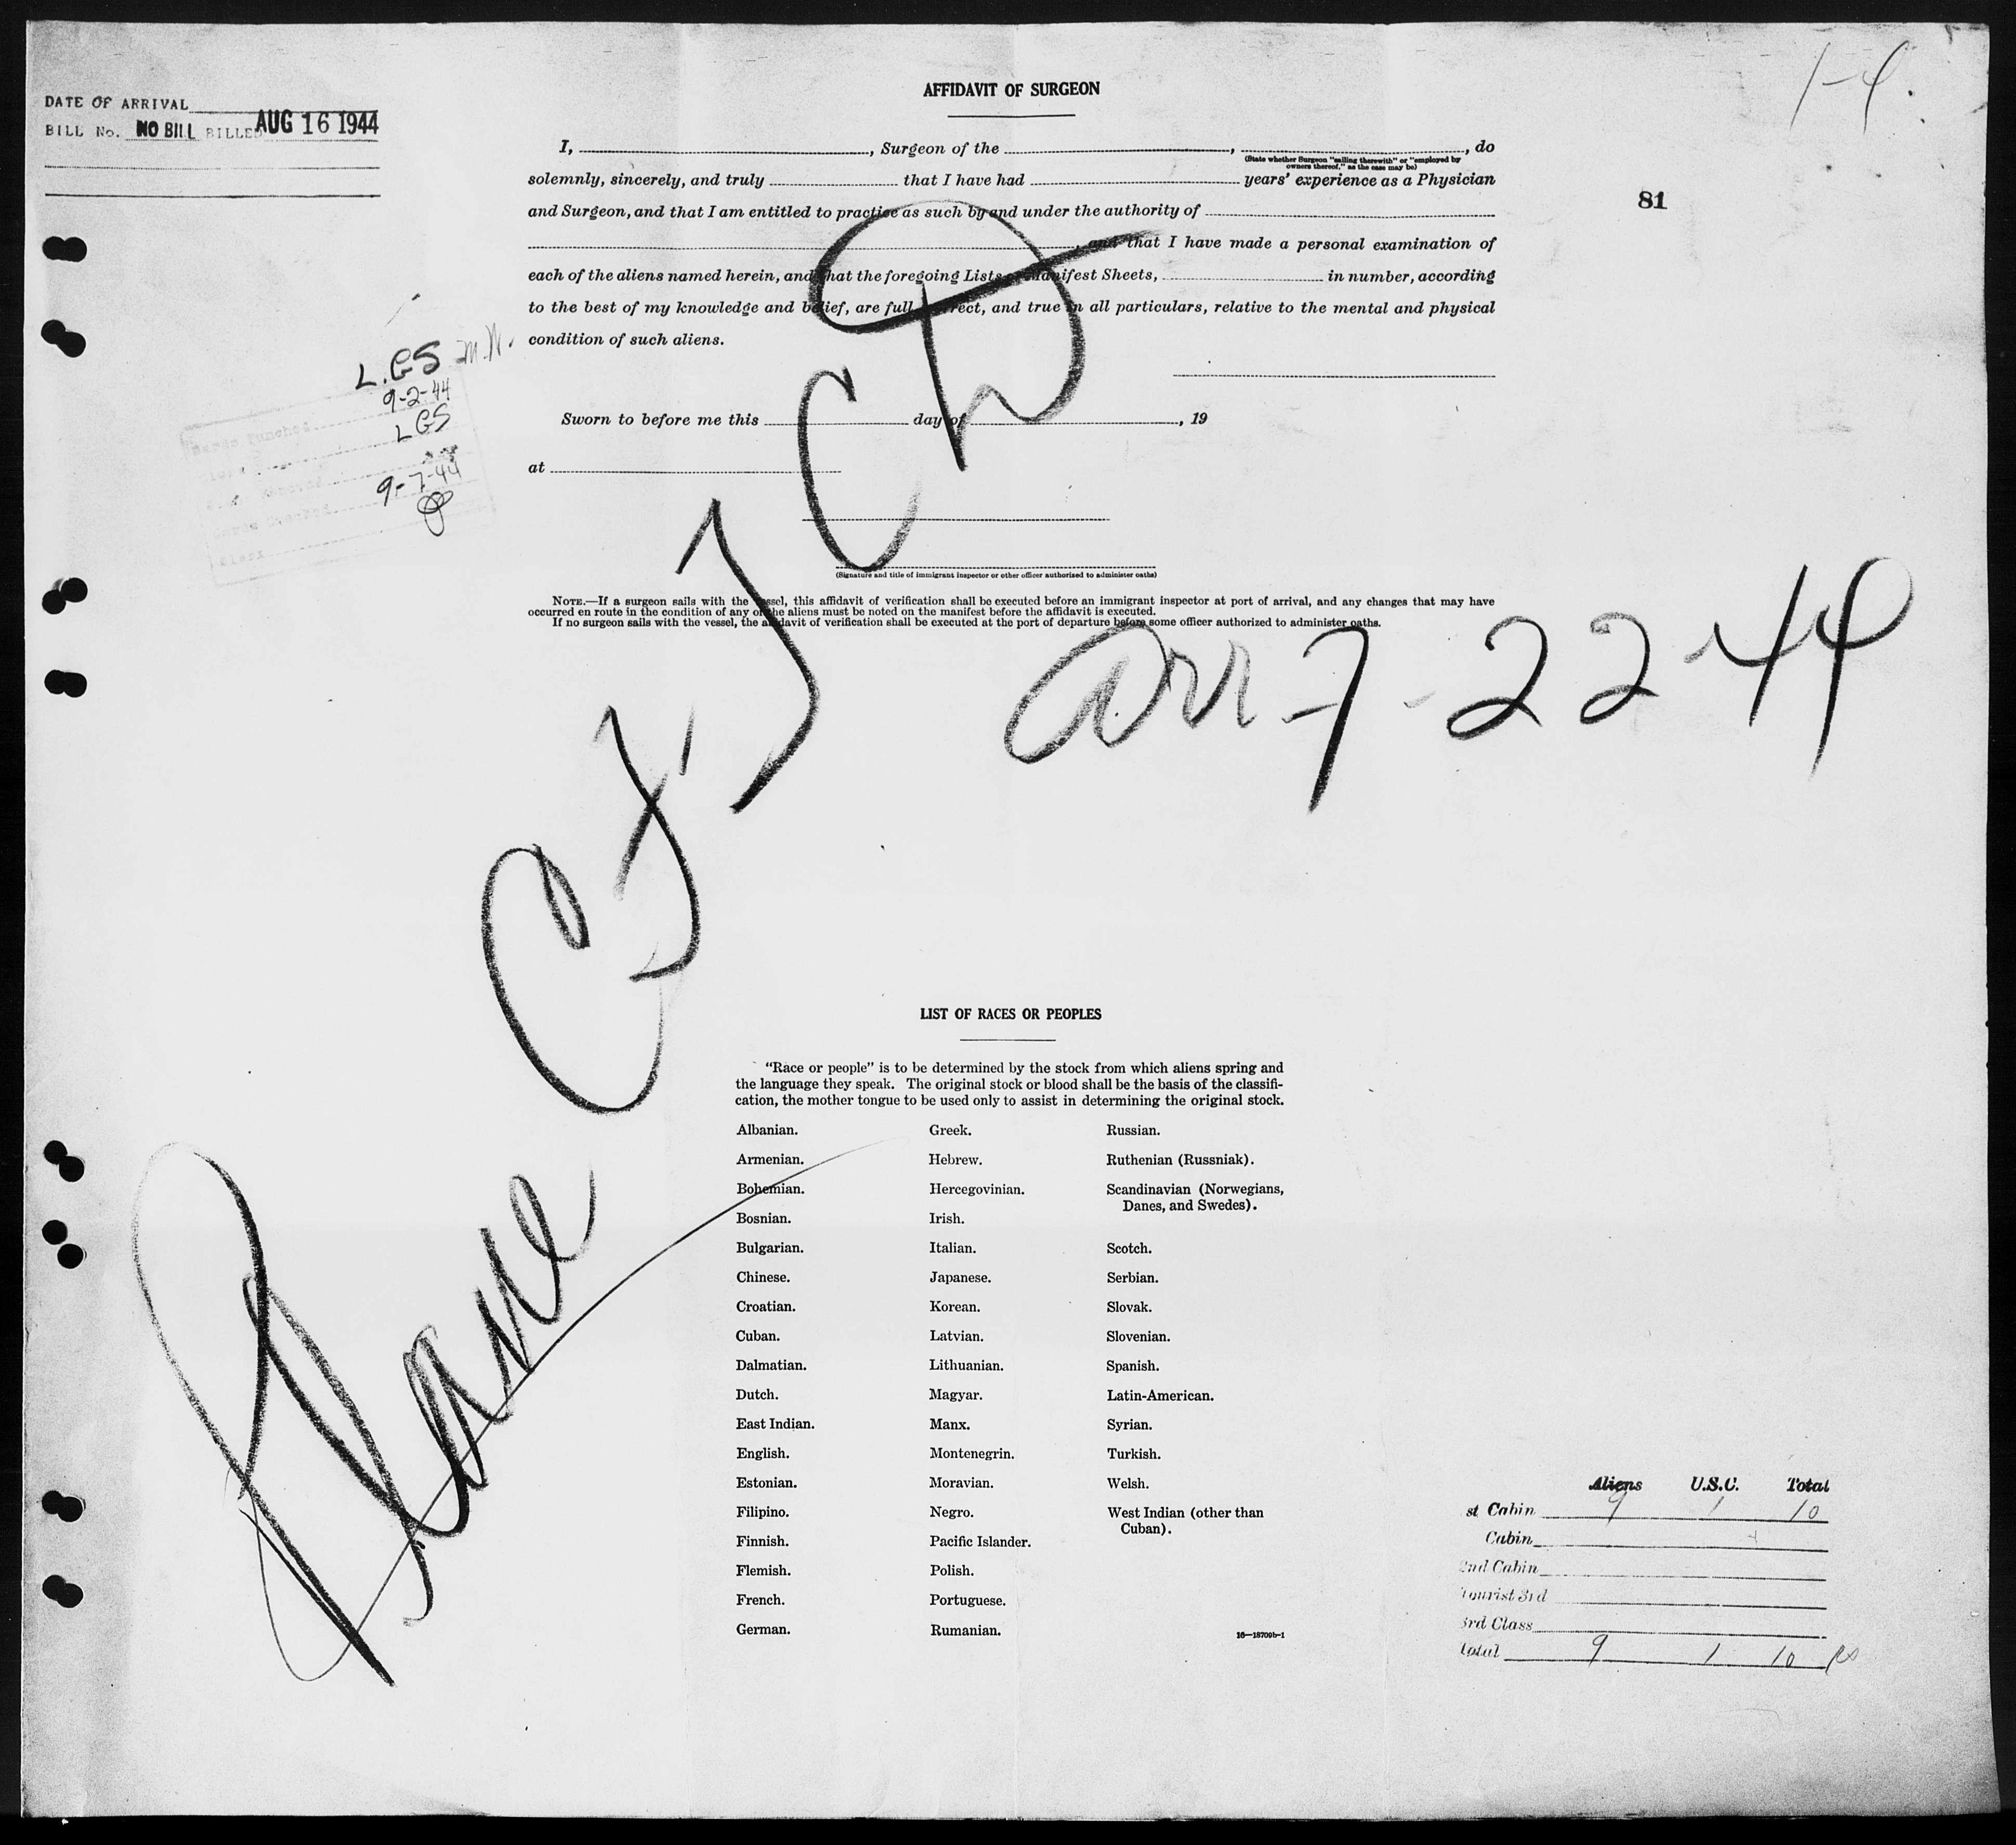 1-4.
DATE OF ARRIVAL
BILL No. NO BILL BILLED AUG 16 1944
AFFIDAVIT OF SURGEON
I, , Surgeon of the , , do
(State whether Surgeon "sailing therewith" or "employed by
owners thereof," as the case may be)
solemnly, sincerely, and truly that I have had years' experience as a Physician
81
and Surgeon, and that I am entitled to practise as such by and under the authority of
, and that I have made a personal examination of
each of the aliens named herein, and that the foregoing Lists or Manifest Sheets, in number, according
to the best of my knowledge and belief, are full, correct, and true in all particulars, relative to the mental and physical
condition of such aliens.
L.GS M.N.
9-2-44
LGS
9-7-44
Sworn to before me this day of , 19
at
(Signature and title of immigrant inspector or other officer authorized to administer oaths)
NOTE.—If a surgeon sails with the vessel, this affidavit of verification shall be executed before an immigrant inspector at port of arrival, and any changes that may have
occurred en route in the condition of any of the aliens must be noted on the manifest before the affidavit is executed.
If no surgeon sails with the vessel, the affidavit of verification shall be executed at the port of departure before some officer authorized to administer oaths.
arr 7-22-44
Plane
LIST OF RACES OR PEOPLES
"Race or people" is to be determined by the stock from which aliens spring and
the language they speak. The original stock or blood shall be the basis of the classifi-
cation, the mother tongue to be used only to assist in determining the original stock.
Albanian.
Armenian.
Bohemian.
Bosnian.
Bulgarian.
Chinese.
Croatian.
Cuban.
Dalmatian.
Dutch.
East Indian.
English.
Estonian.
Filipino.
Finnish.
Flemish.
French.
German.
Greek.
Hebrew.
Hercegovinian.
Irish.
Italian.
Japanese.
Korean.
Latvian.
Lithuanian.
Magyar.
Manx.
Montenegrin.
Moravian.
Negro.
Pacific Islander.
Polish.
Portuguese.
Rumanian.
Russian.
Ruthenian (Russniak).
Scandinavian (Norwegians,
Danes, and Swedes).
Scotch.
Serbian.
Slovak.
Slovenian.
Spanish.
Latin-American.
Syrian.
Turkish.
Welsh.
West Indian (other than
Cuban).
16—18709b-1
Aliens U.S.C. Total
st Cabin 9 1 10
Cabin
2nd Cabin
Tourist 3rd
3rd Class
Total 9 1 10